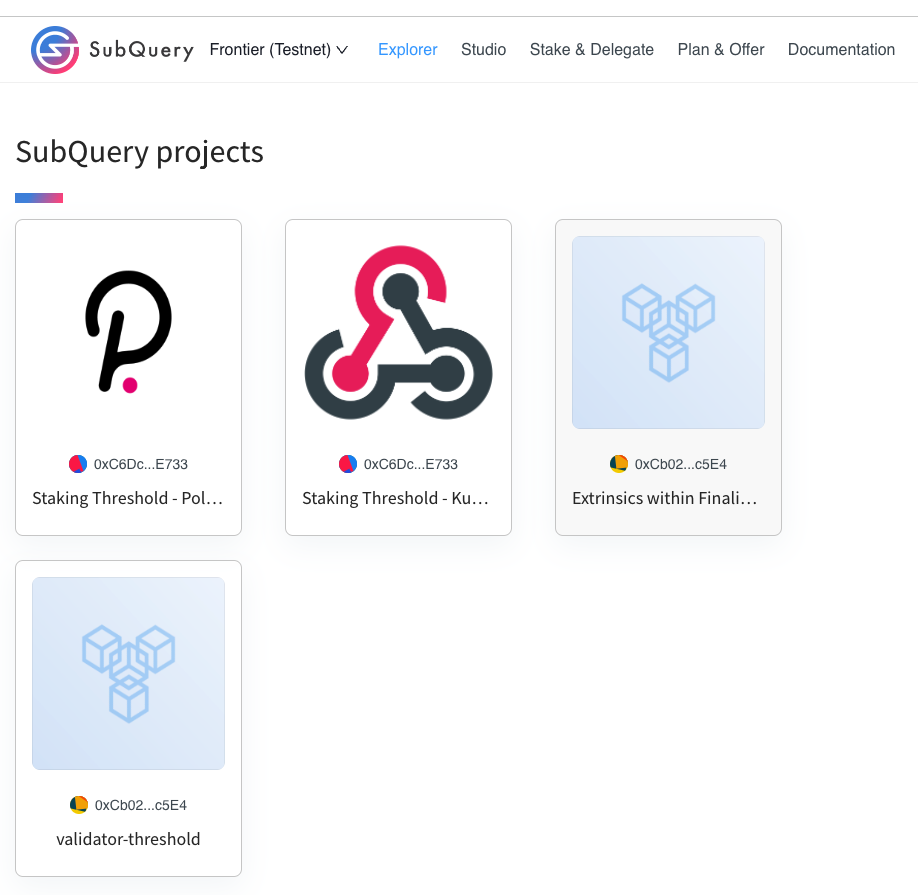 SubQuery Frontier (Testnet) Explorer Studio Stake & Delegate Plan & Offer Documentation
SubQuery projects
0xC6Dc...E733
Staking Threshold - Pol...
0xC6Dc...E733
Staking Threshold - Ku...
0xCb02...c5E4
Extrinsics within Finali...
0xCb02...c5E4
validator-threshold